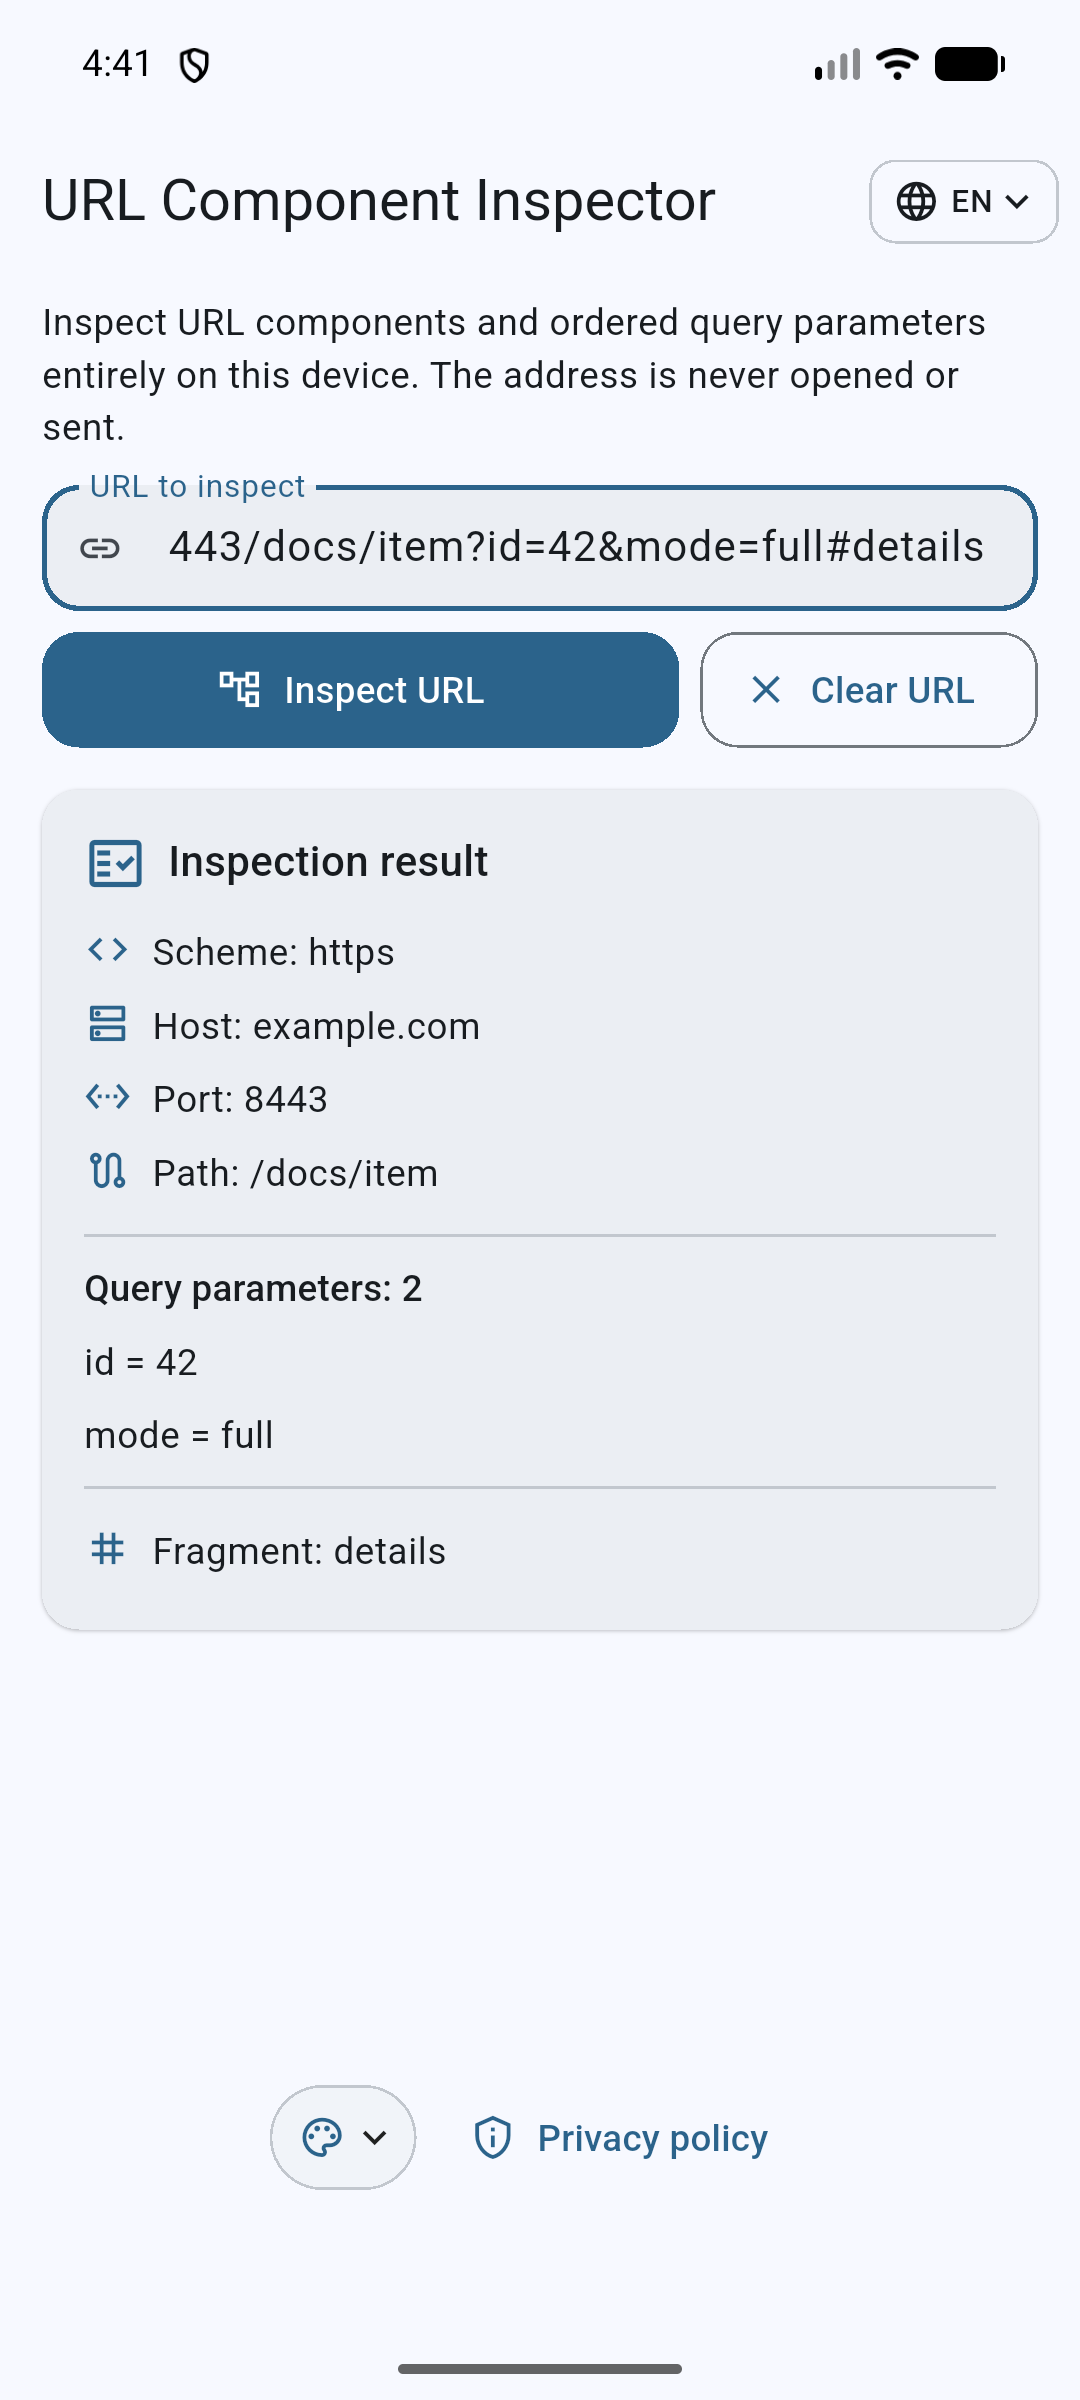 4:41
URL Component Inspector
EN
Inspect URL components and ordered query parameters
entirely on this device. The address is never opened or
sent.
URL to inspect
443/docs/item?id=42&mode=full#details
Inspect URL
Clear URL
Inspection result
Scheme: https
Host: example.com
Port: 8443
Path: /docs/item
Query parameters: 2
id = 42
mode = full
Fragment: details
Privacy policy